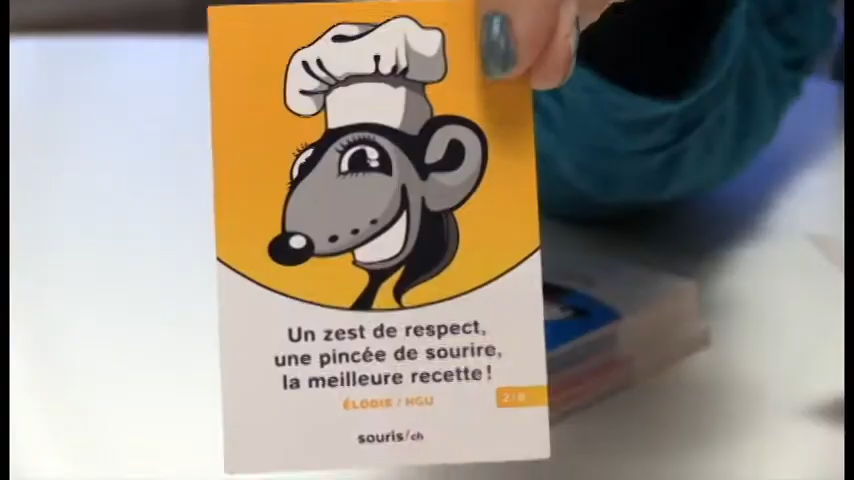 Un zest de respect,
une pincée de sourire,
la meilleure recette !
ÉLODIE / HGU
2/8
souris/ch